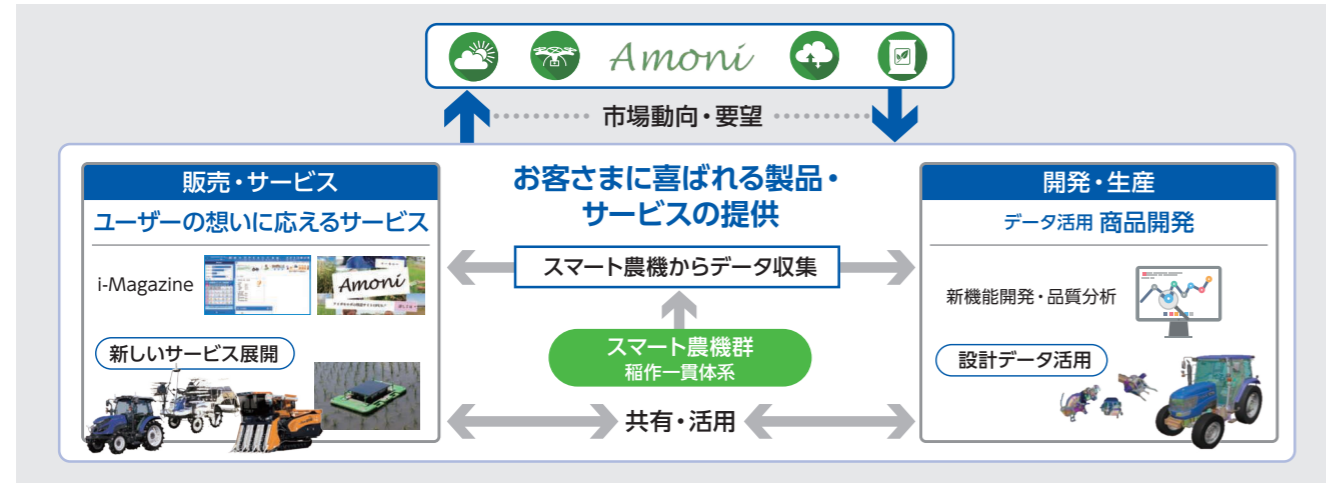 Amoni
市場動向・要望
販売・サービス
ユーザーの想いに応えるサービス
i-Magazine
Amoni
新しいサービス展開
お客さまに喜ばれる製品・
サービスの提供
スマート農機からデータ収集
スマート農機群
稲作一貫体系
共有・活用
開発・生産
データ活用 商品開発
新機能開発・品質分析
設計データ活用